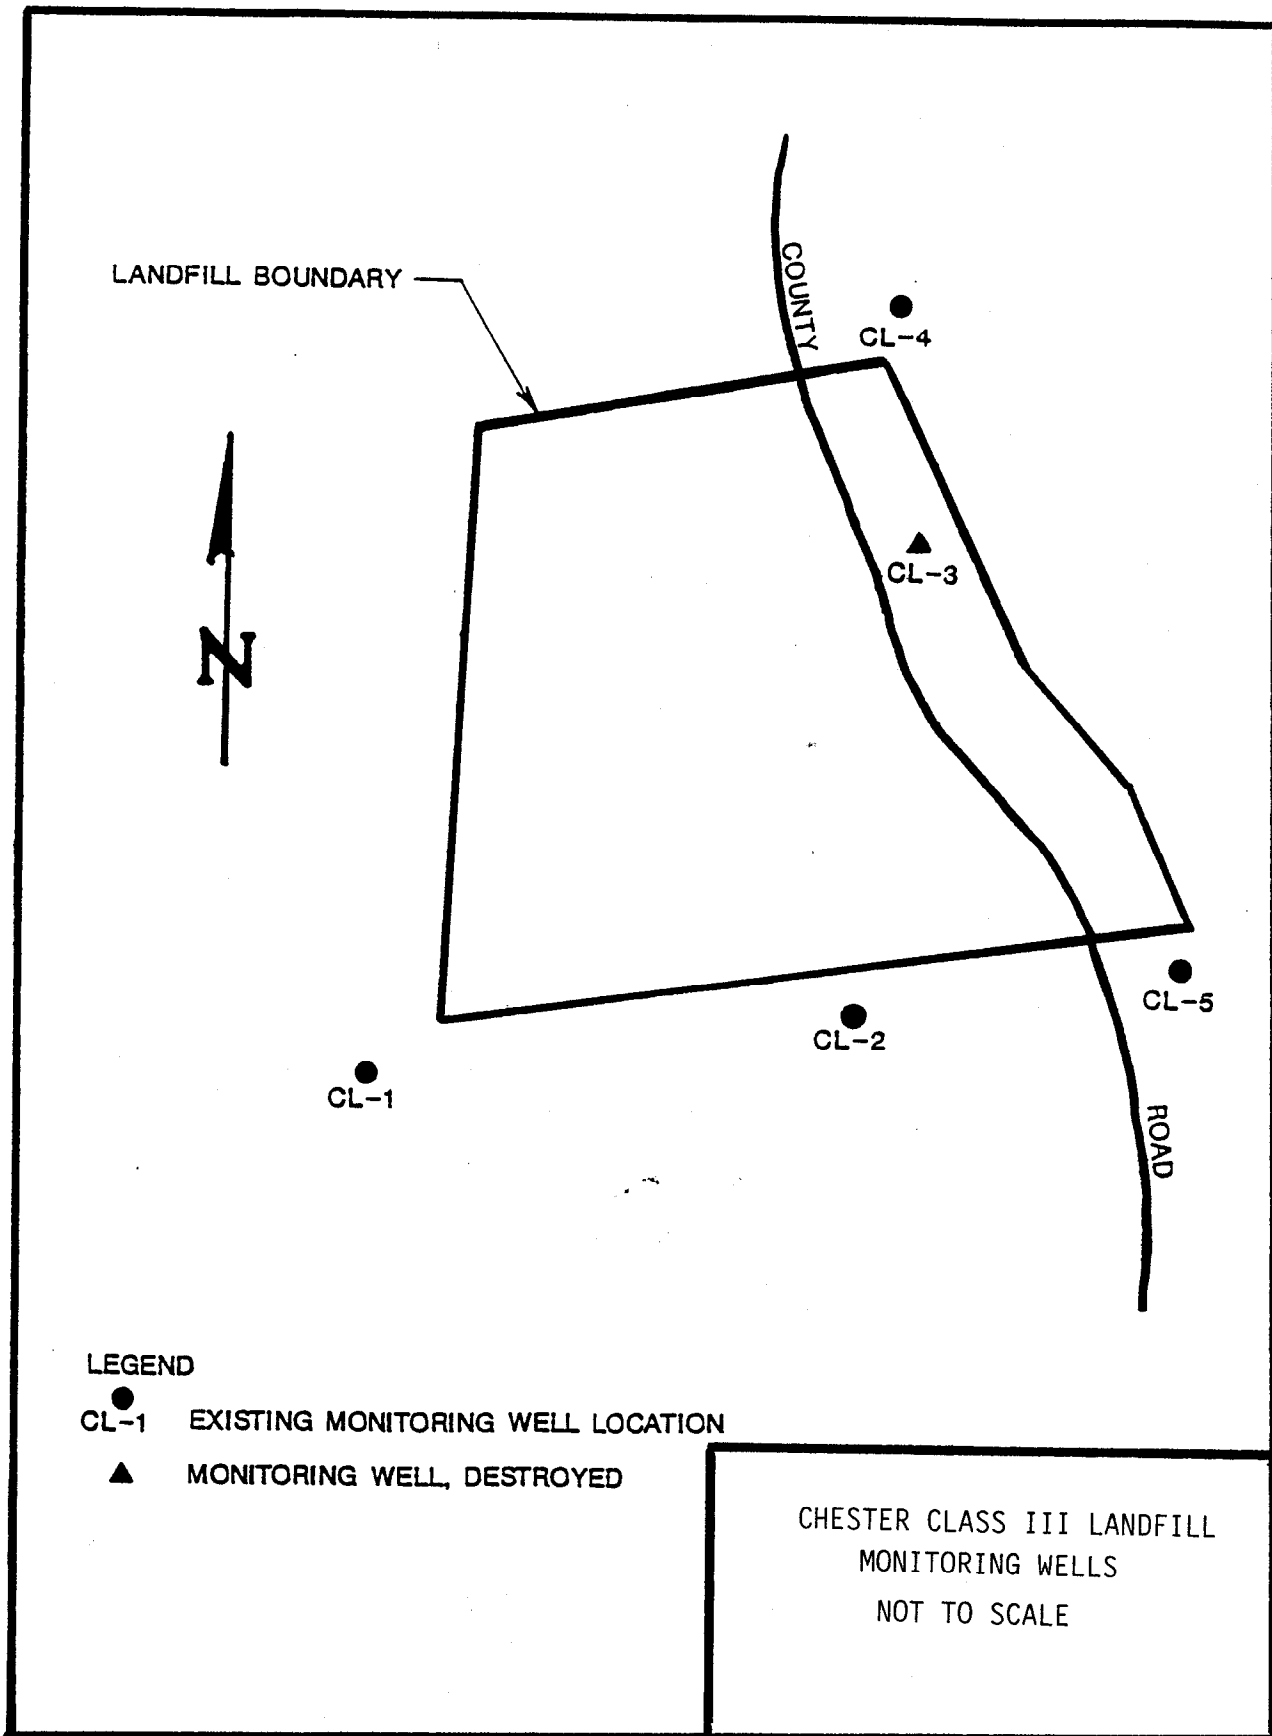 COUNTY
LANDFILL BOUNDARY
CL-4
CL-3
N
CL-5
CL-2
CL-1
ROAD
LEGEND
CL-1 EXISTING MONITORING WELL LOCATION
MONITORING WELL, DESTROYED
CHESTER CLASS III LANDFILL
MONITORING WELLS
NOT TO SCALE